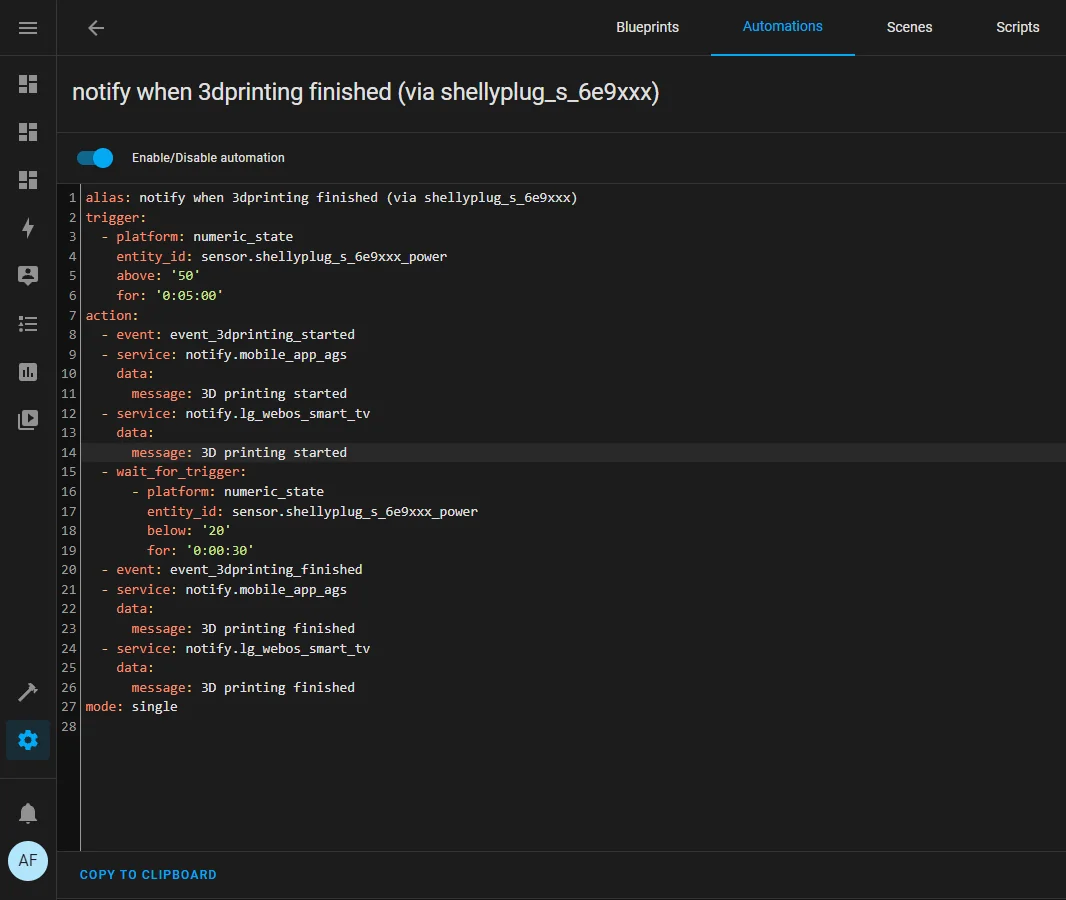 Blueprints
Automations
Scenes
Scripts
notify when 3dprinting finished (via shellyplug_s_6e9xxx)
Enable/Disable automation
1 alias: notify when 3dprinting finished (via shellyplug_s_6e9xxx)
2 trigger:
3   - platform: numeric_state
4     entity_id: sensor.shellyplug_s_6e9xxx_power
5     above: '50'
6     for: '0:05:00'
7 action:
8   - event: event_3dprinting_started
9   - service: notify.mobile_app_ags
10     data:
11       message: 3D printing started
12   - service: notify.lg_webos_smart_tv
13     data:
14       message: 3D printing started
15   - wait_for_trigger:
16       - platform: numeric_state
17         entity_id: sensor.shellyplug_s_6e9xxx_power
18         below: '20'
19         for: '0:00:30'
20   - event: event_3dprinting_finished
21   - service: notify.mobile_app_ags
22     data:
23       message: 3D printing finished
24   - service: notify.lg_webos_smart_tv
25     data:
26       message: 3D printing finished
27 mode: single
28
AF
COPY TO CLIPBOARD